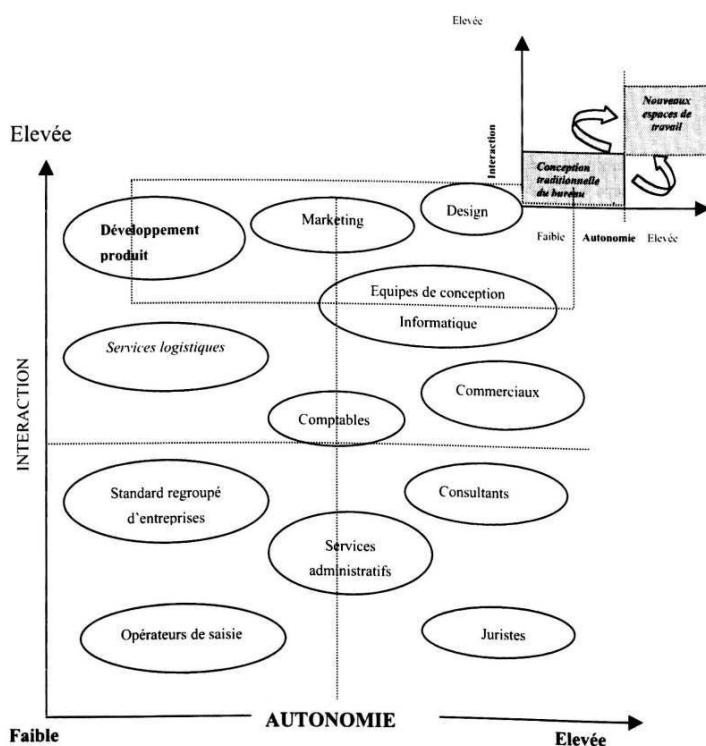 Elevée
Nouveaux
espaces de
travail
Interaction
Conception
traditionnelle
du bureau
Faible
Autonomie
Elevée
Elevée
INTERACTION
Développement
produit
Marketing
Design
Equipes de conception
Informatique
Services logistiques
Commerciaux
Comptables
Standard regroupé
d'entreprises
Consultants
Services
administratifs
Opérateurs de saisie
Juristes
Faible
AUTONOMIE
Elevée